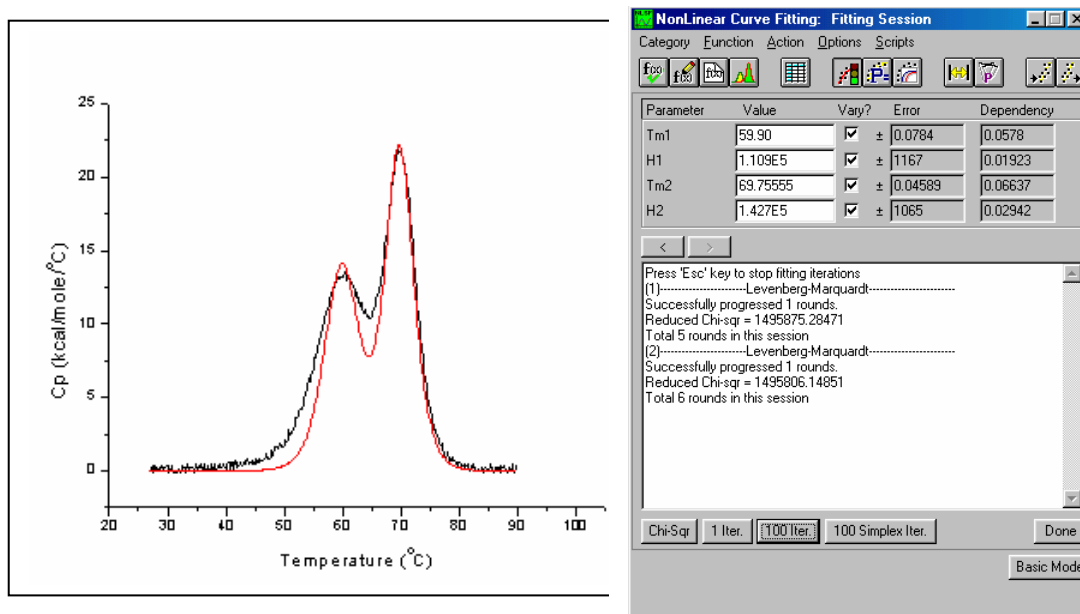 25
20
15
10
5
0
Cp (kcal/mole/°C)
20 30 40 50 60 70 80 90 100
Temperature (°C)
NonLinear Curve Fitting: Fitting Session
Category Function Action Options Scripts
Parameter Value Vary? Error Dependency
Tm1 59.90 ± 0.0784 0.0578
H1 1.109E5 ± 1167 0.01923
Tm2 69.75555 ± 0.04589 0.06637
H2 1.427E5 ± 1065 0.02942
< >
Press 'Esc' key to stop fitting iterations
(1)-----------------------Levenberg-Marquardt-----------------------
Successfully progressed 1 rounds.
Reduced Chi-sqr = 1495875.28471
Total 5 rounds in this session
(2)-----------------------Levenberg-Marquardt-----------------------
Successfully progressed 1 rounds.
Reduced Chi-sqr = 1495806.14851
Total 6 rounds in this session
Chi-Sqr 1 Iter. 100 Iter. 100 Simplex Iter. Done
Basic Mode